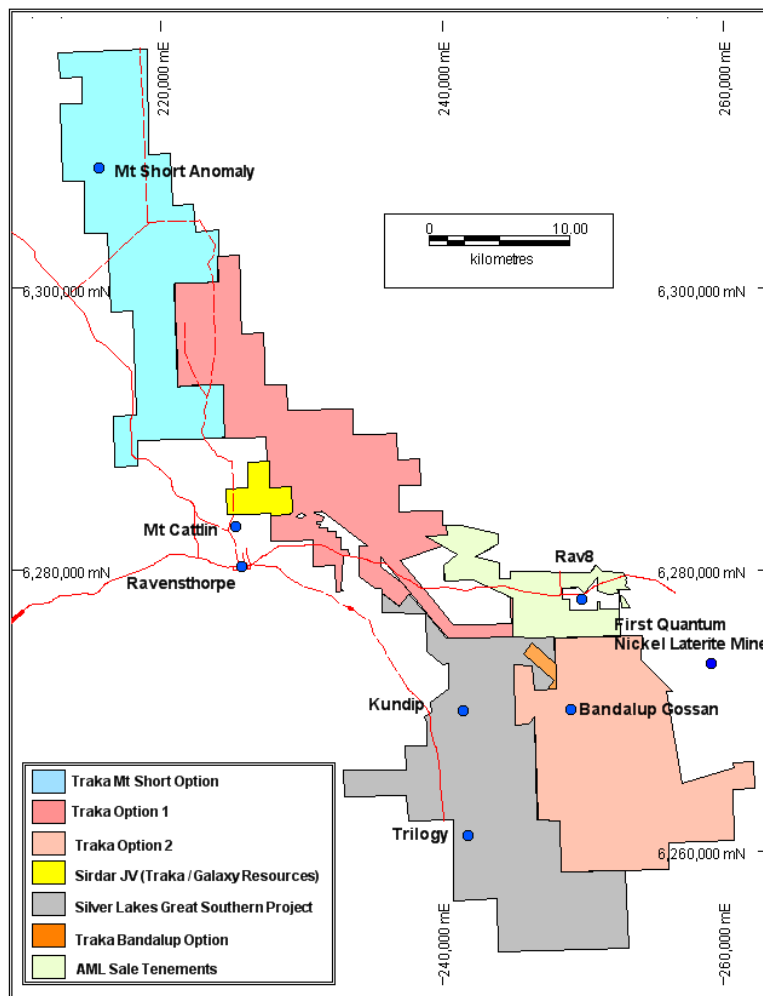 220,000 mE
240,000 mE
260,000 mE
Mt Short Anomaly
0
10.00
kilometres
6,300,000 mN
6,300,000 mN
Mt Cattlin
Rav8
6,280,000 mN
6,280,000 mN
Ravensthorpe
First Quantum
Nickel Laterite Mine
Kundip
Bandalup Gossan
Traka Mt Short Option
Traka Option 1
Traka Option 2
Trilogy
6,260,000 mN
Sirdar JV (Traka / Galaxy Resources)
Silver Lakes Great Southern Project
Traka Bandalup Option
AML Sale Tenements
240,000 mE
260,000 mE